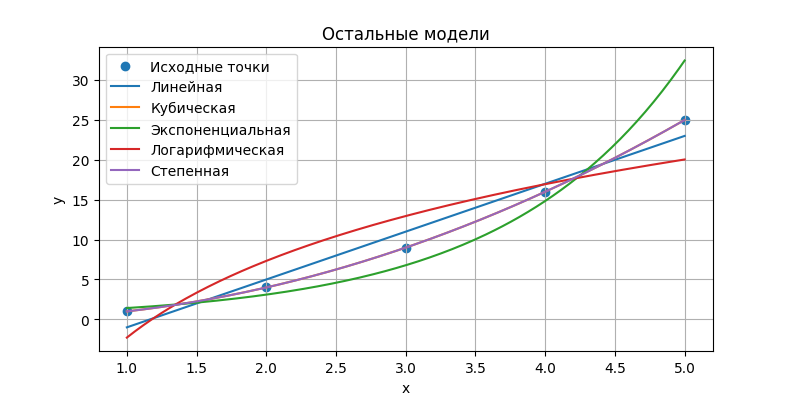 Остальные модели
Исходные точки
Линейная
Кубическая
Экспоненциальная
Логарифмическая
Степенная
y
30
25
20
15
10
5
0
1.0 1.5 2.0 2.5 3.0 3.5 4.0 4.5 5.0
x